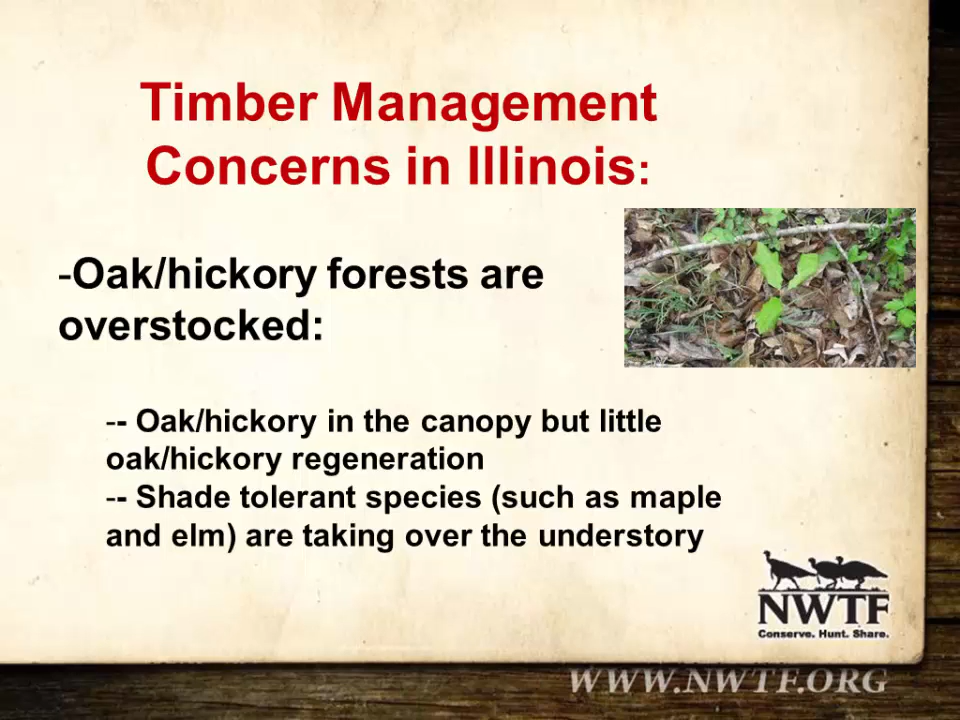 Timber Management
Concerns in Illinois:
-Oak/hickory forests are
overstocked:
-- Oak/hickory in the canopy but little
oak/hickory regeneration
-- Shade tolerant species (such as maple
and elm) are taking over the understory
NWTF
Conserve. Hunt. Share.
WWW.NWTF.ORG